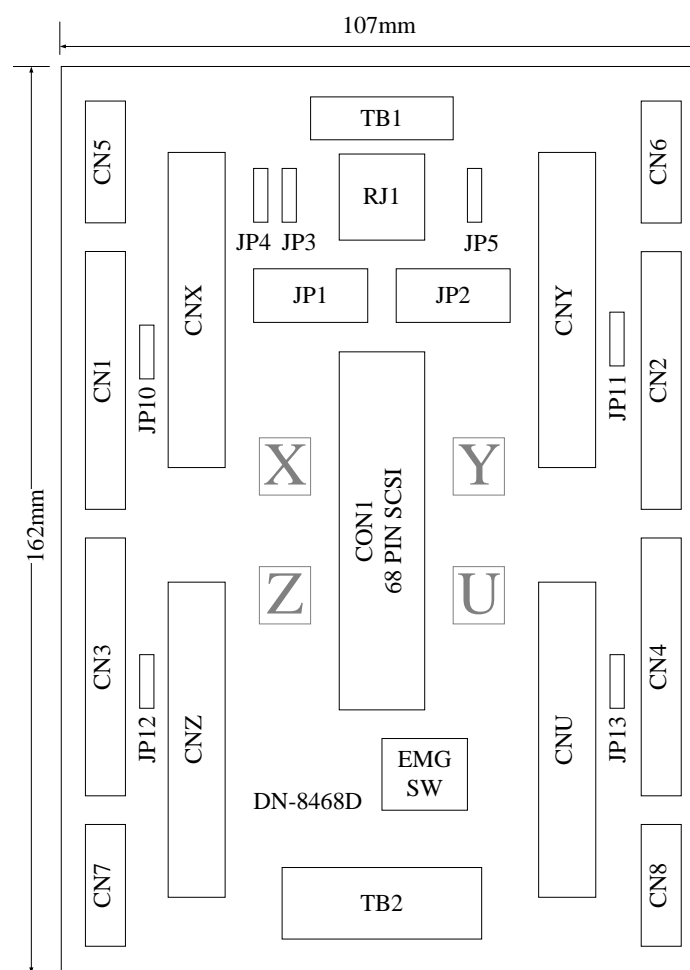 107mm
TB1
CN5
CN6
RJ1
JP4
JP3
JP5
CNX
CNY
JP1
JP2
CN1
CN2
JP10
JP11
X
Y
CON1
68 PIN SCSI
162mm
Z
U
CN3
CN4
JP12
JP13
CNZ
CNU
EMG
SW
DN-8468D
CN7
CN8
TB2